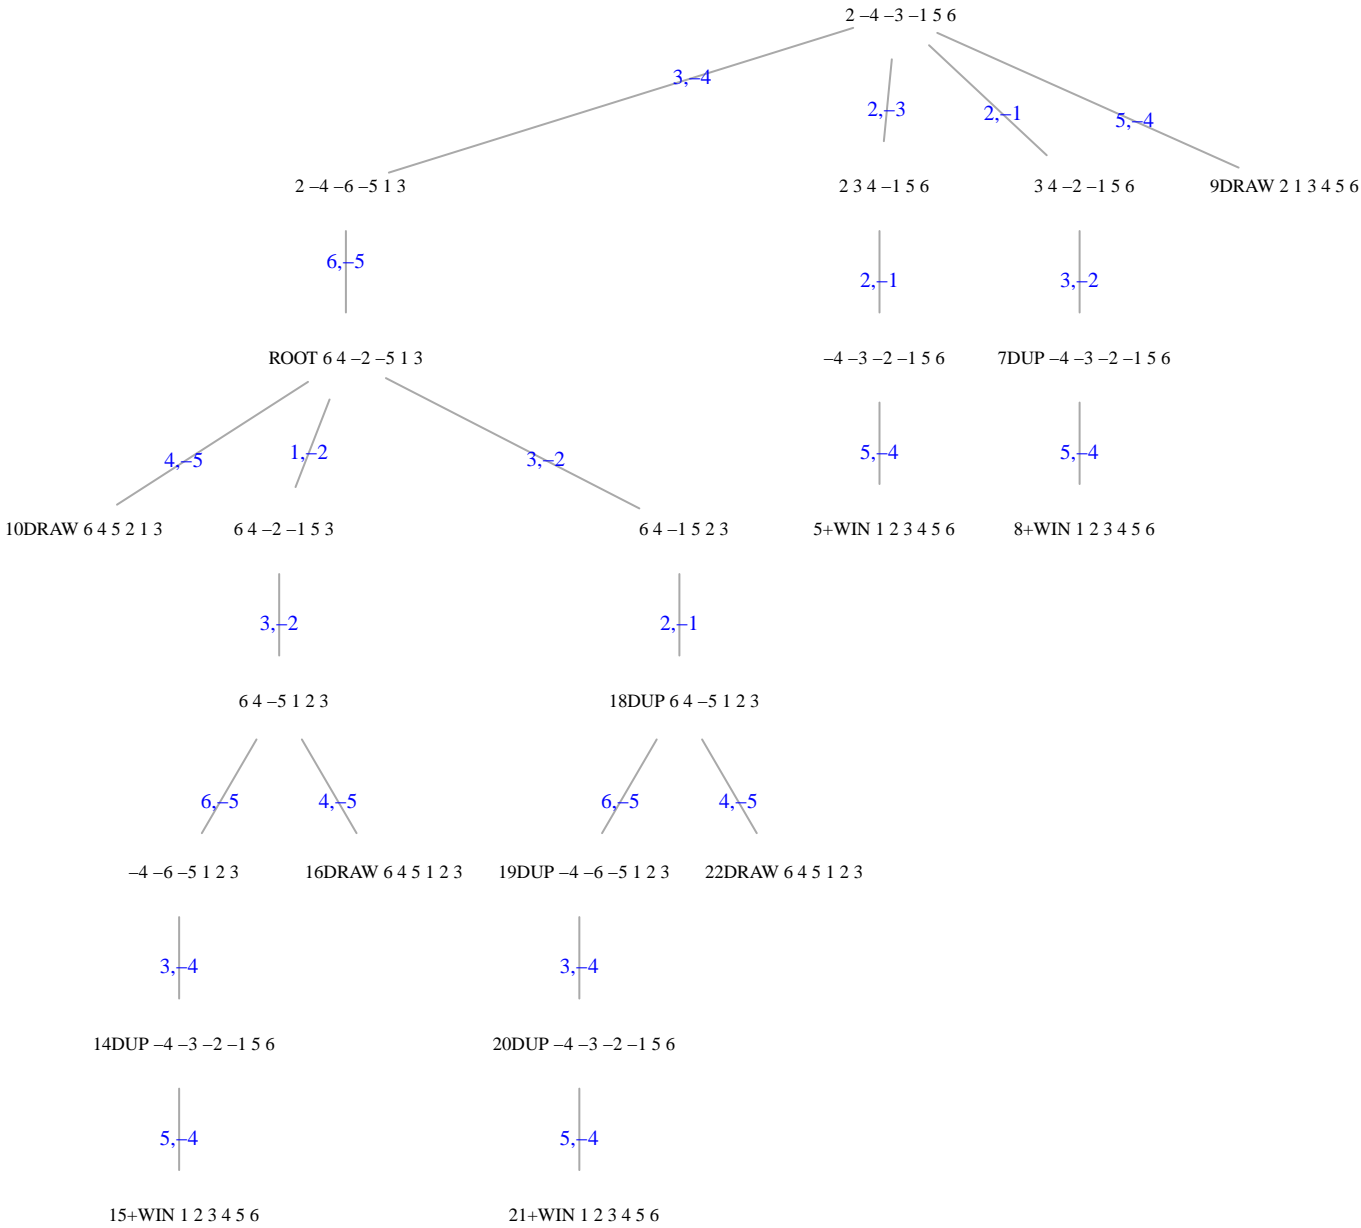 2 –4 –3 –1 5 6
3,–4
2,–3
2,–1
5,–4
2 –4 –6 –5 1 3
2 3 4 –1 5 6
3 4 –2 –1 5 6
9DRAW 2 1 3 4 5 6
6,–5
2,–1
3,–2
ROOT 6 4 –2 –5 1 3
–4 –3 –2 –1 5 6
7DUP –4 –3 –2 –1 5 6
4,–5
1,–2
3,–2
5,–4
5,–4
10DRAW 6 4 5 2 1 3
6 4 –2 –1 5 3
6 4 –1 5 2 3
5+WIN 1 2 3 4 5 6
8+WIN 1 2 3 4 5 6
3,–2
2,–1
6 4 –5 1 2 3
18DUP 6 4 –5 1 2 3
6,–5
4,–5
6,–5
4,–5
–4 –6 –5 1 2 3
16DRAW 6 4 5 1 2 3
19DUP –4 –6 –5 1 2 3
22DRAW 6 4 5 1 2 3
3,–4
3,–4
14DUP –4 –3 –2 –1 5 6
20DUP –4 –3 –2 –1 5 6
5,–4
5,–4
15+WIN 1 2 3 4 5 6
21+WIN 1 2 3 4 5 6